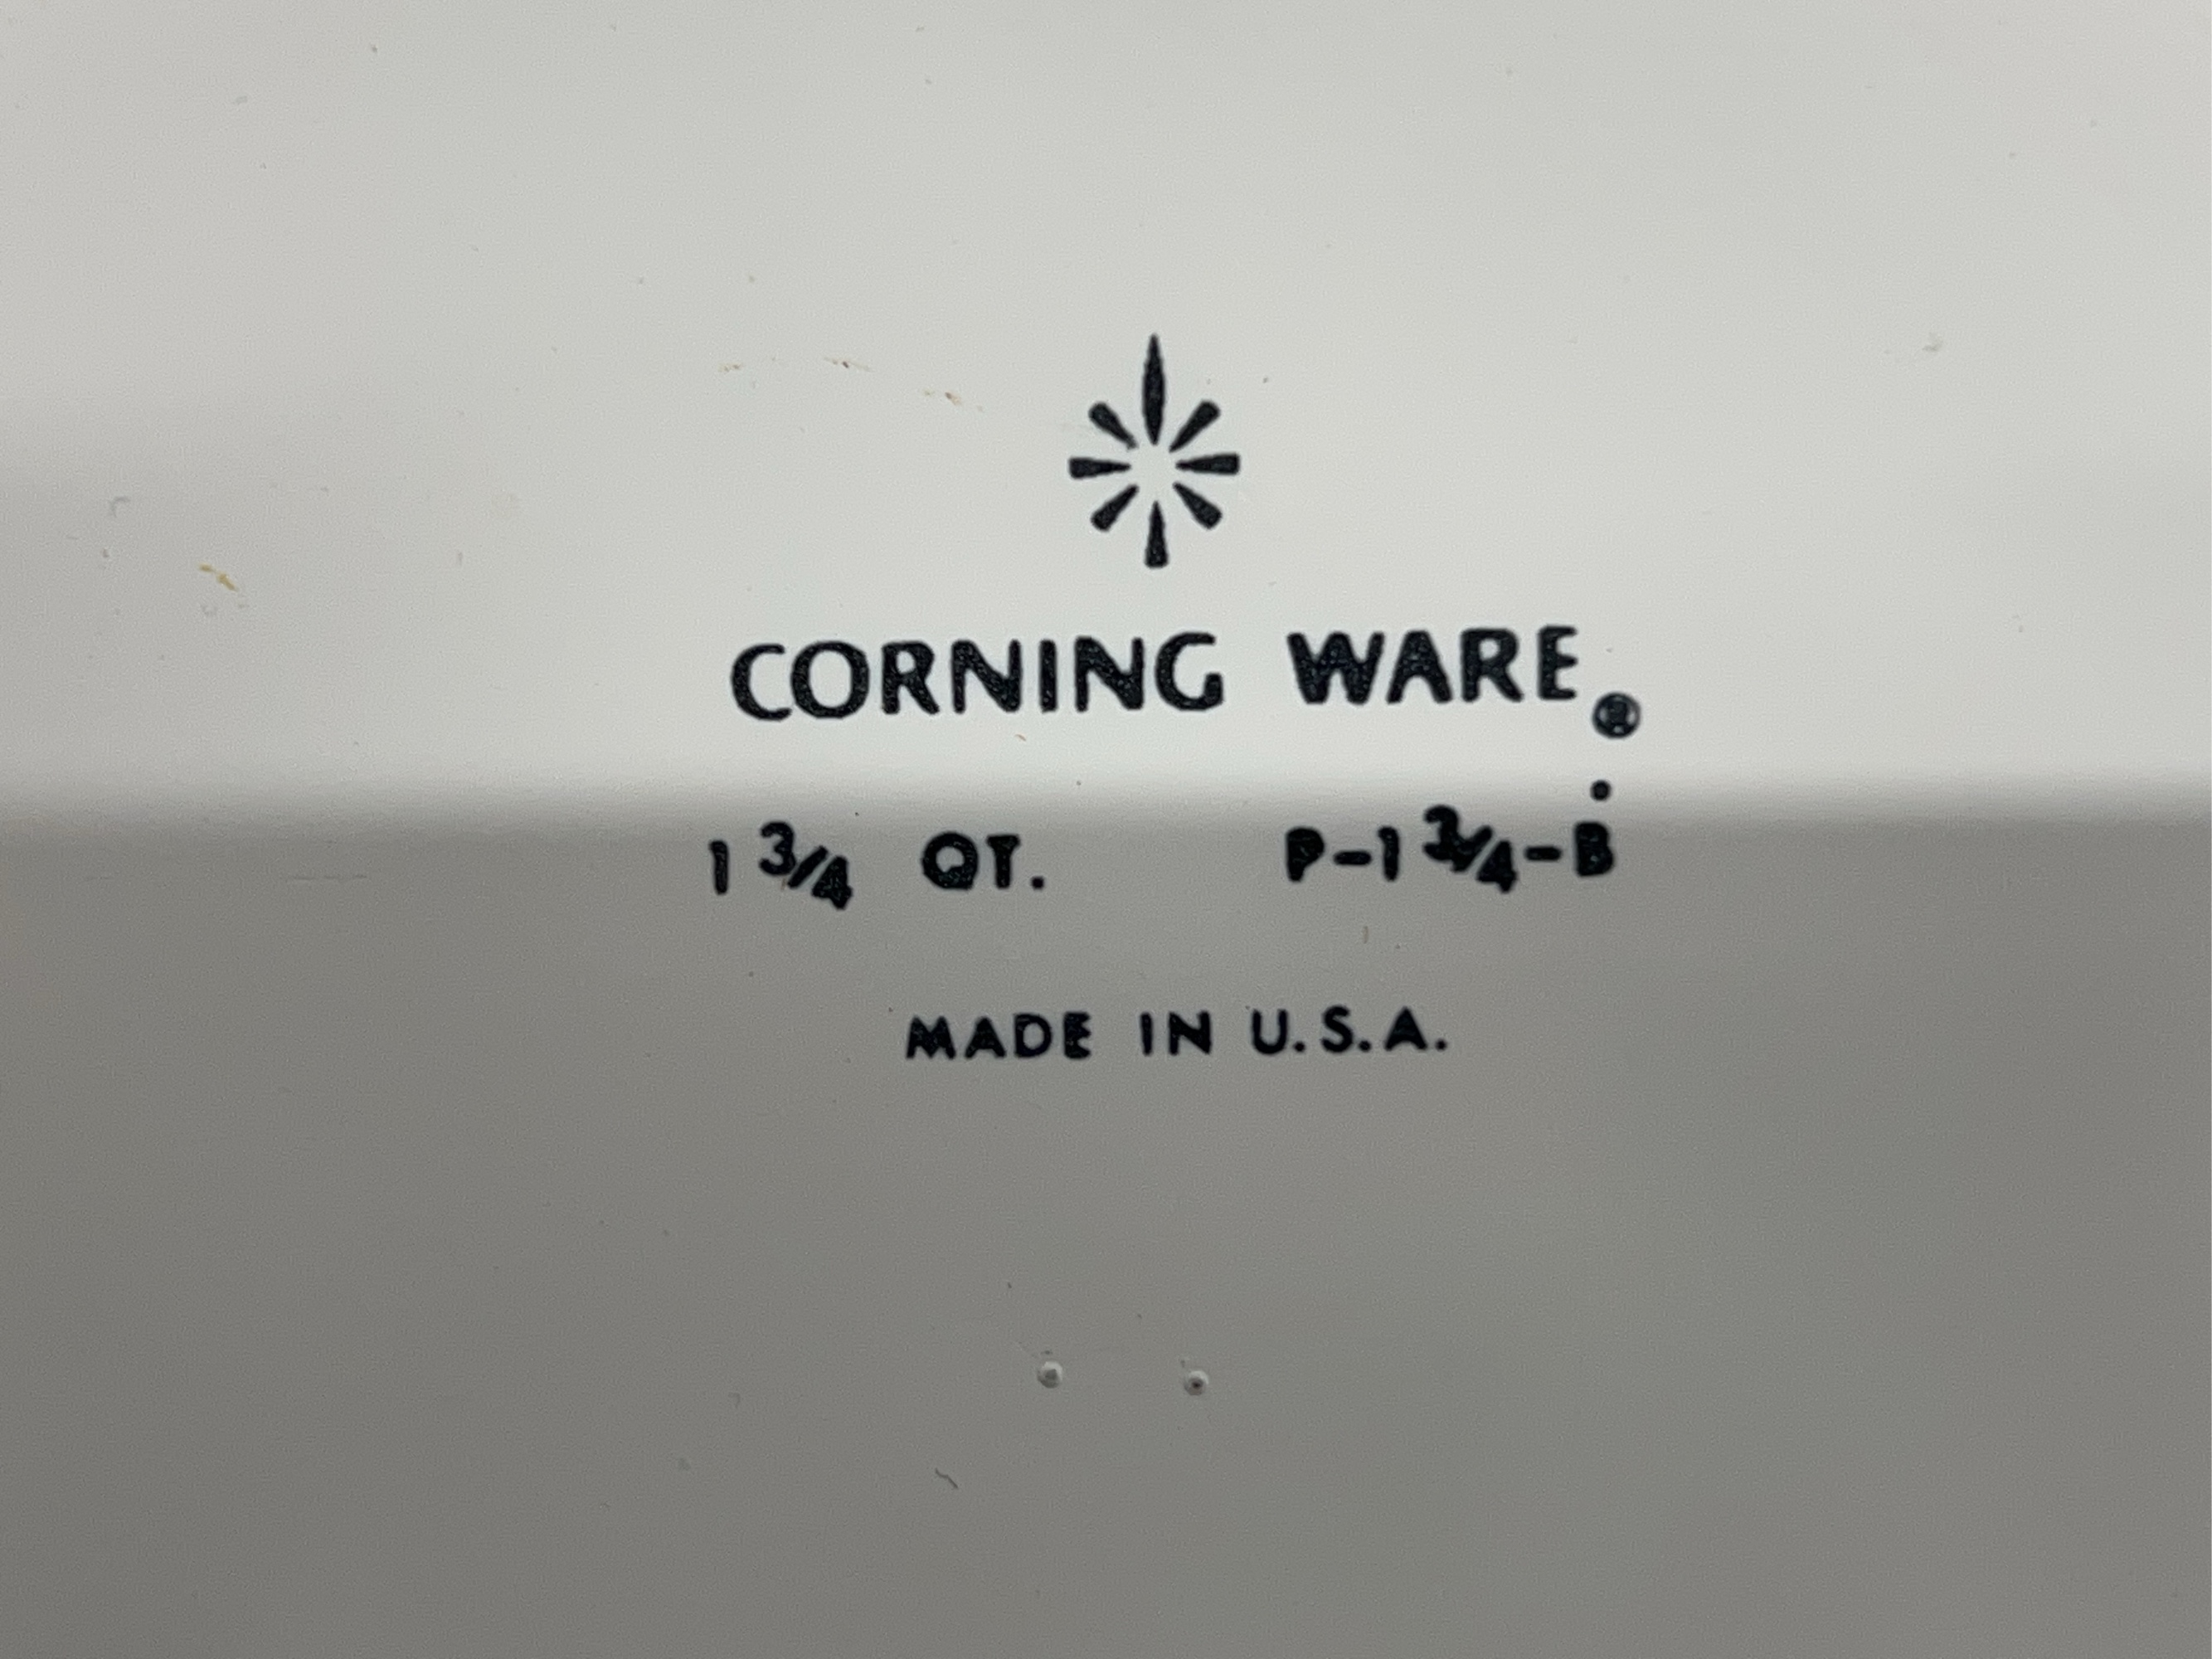 CORNING WARE®
1 3/4 QT. P-1 3/4-B
MADE IN U.S.A.